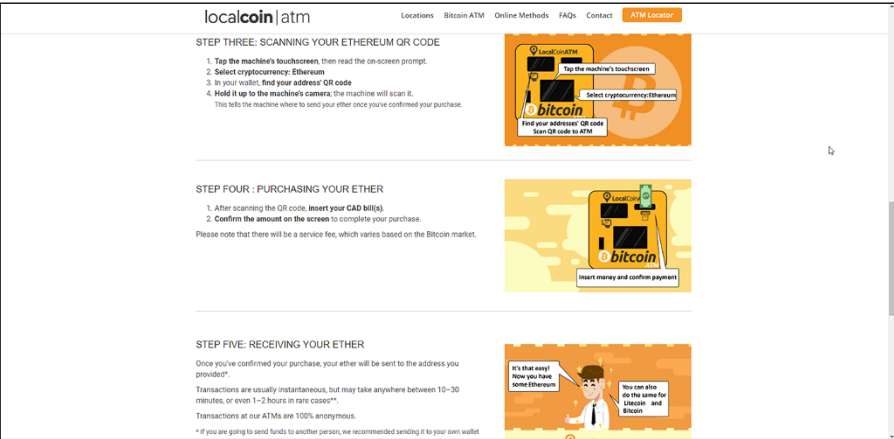 localcoin|atm
Locations Bitcoin ATM Online Methods FAQs Contact ATM Locator
STEP THREE: SCANNING YOUR ETHEREUM QR CODE
1. Tap the machine's touchscreen, then read the on-screen prompt.
2. Select cryptocurrency: Ethereum
3. In your wallet, find your address' QR code
4. Hold it up to the machine's camera; the machine will scan it.
This tells the machine where to send your ether once you've confirmed your purchase.
LocalCoinATM
Tap the machine's touchscreen
Select cryptocurrency:Ethereum
bitcoin
Find your addresses' QR code
Scan QR code to ATM
STEP FOUR : PURCHASING YOUR ETHER
1. After scanning the QR code, insert your CAD bill(s).
2. Confirm the amount on the screen to complete your purchase.
Please note that there will be a service fee, which varies based on the Bitcoin market.
bitcoin
ATM
Insert money and confirm payment
STEP FIVE: RECEIVING YOUR ETHER
Once you've confirmed your purchase, your ether will be sent to the address you
provided*.
Transactions are usually instantaneous, but may take anywhere between 10–30
minutes, or even 1–2 hours in rare cases**.
Transactions at our ATMs are 100% anonymous.
* If you are going to send funds to another person, we recommended sending it to your own wallet
It's that easy!
Now you have
some Ethereum
You can also
do the same for
Litecoin and
Bitcoin